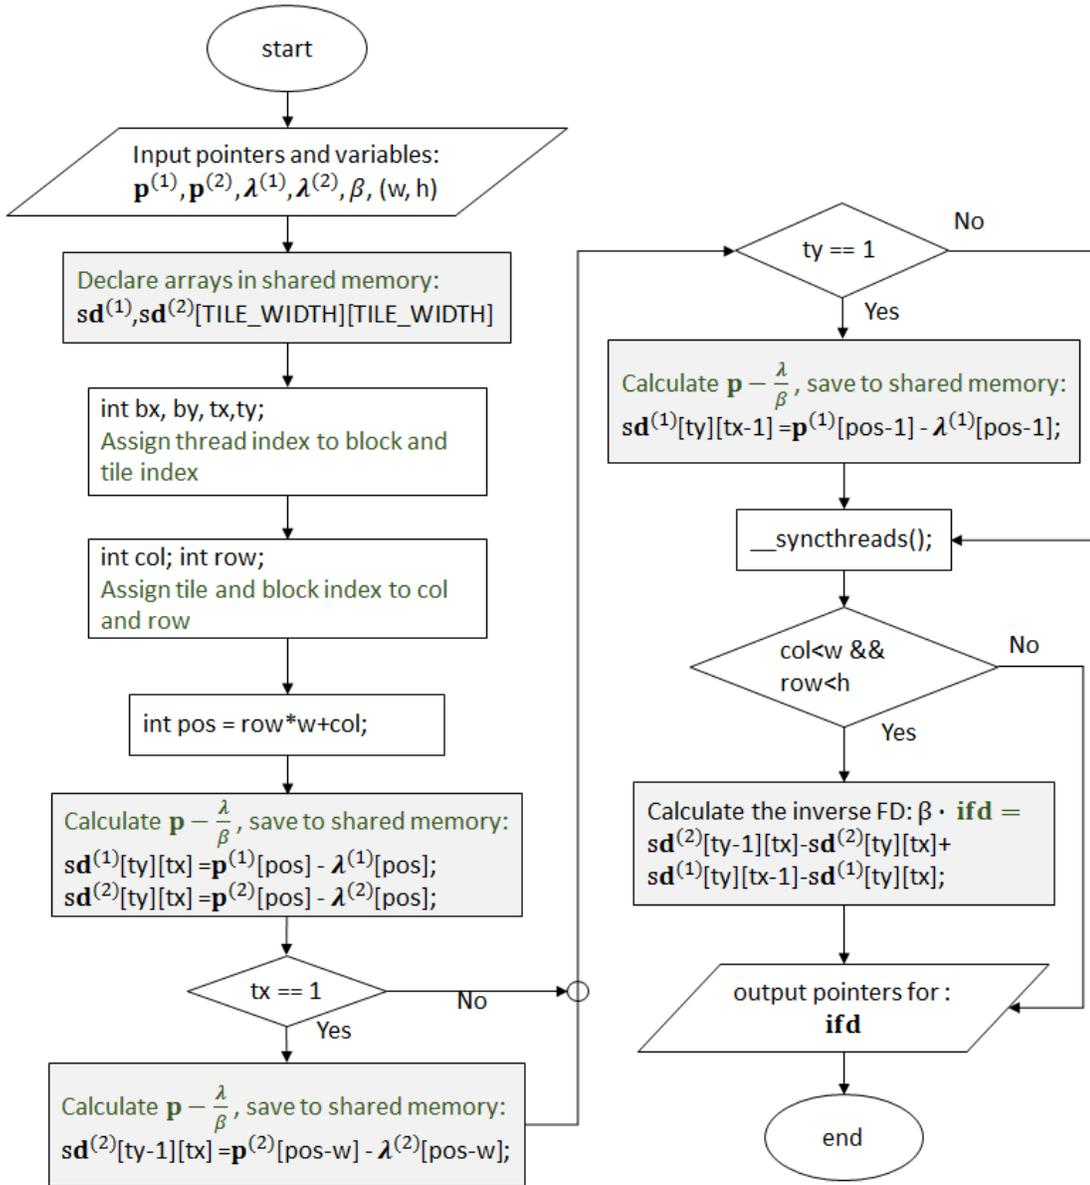 start
Input pointers and variables:
𝐩⁽¹⁾,𝐩⁽²⁾,𝝀⁽¹⁾,𝝀⁽²⁾,𝛽, (w, h)
Declare arrays in shared memory:
𝐬𝐝⁽¹⁾,𝐬𝐝⁽²⁾[TILE_WIDTH][TILE_WIDTH]
int bx, by, tx,ty;
Assign thread index to block and
tile index
int col; int row;
Assign tile and block index to col
and row
int pos = row*w+col;
Calculate 𝐩 − 𝝀/𝛽, save to shared memory:
𝐬𝐝⁽¹⁾[ty][tx] =𝐩⁽¹⁾[pos] - 𝝀⁽¹⁾[pos];
𝐬𝐝⁽²⁾[ty][tx] =𝐩⁽²⁾[pos] - 𝝀⁽²⁾[pos];
tx == 1
No
Yes
Calculate 𝐩 − 𝝀/𝛽, save to shared memory:
𝐬𝐝⁽²⁾[ty-1][tx] =𝐩⁽²⁾[pos-w] - 𝝀⁽²⁾[pos-w];
ty == 1
No
Yes
Calculate 𝐩 − 𝝀/𝛽, save to shared memory:
𝐬𝐝⁽¹⁾[ty][tx-1] =𝐩⁽¹⁾[pos-1] - 𝝀⁽¹⁾[pos-1];
__syncthreads();
col<w &&
row<h
No
Yes
Calculate the inverse FD: β · 𝐢𝐟𝐝 =
𝐬𝐝⁽²⁾[ty-1][tx]-𝐬𝐝⁽²⁾[ty][tx]+
𝐬𝐝⁽¹⁾[ty][tx-1]-𝐬𝐝⁽¹⁾[ty][tx];
output pointers for :
𝐢𝐟𝐝
end